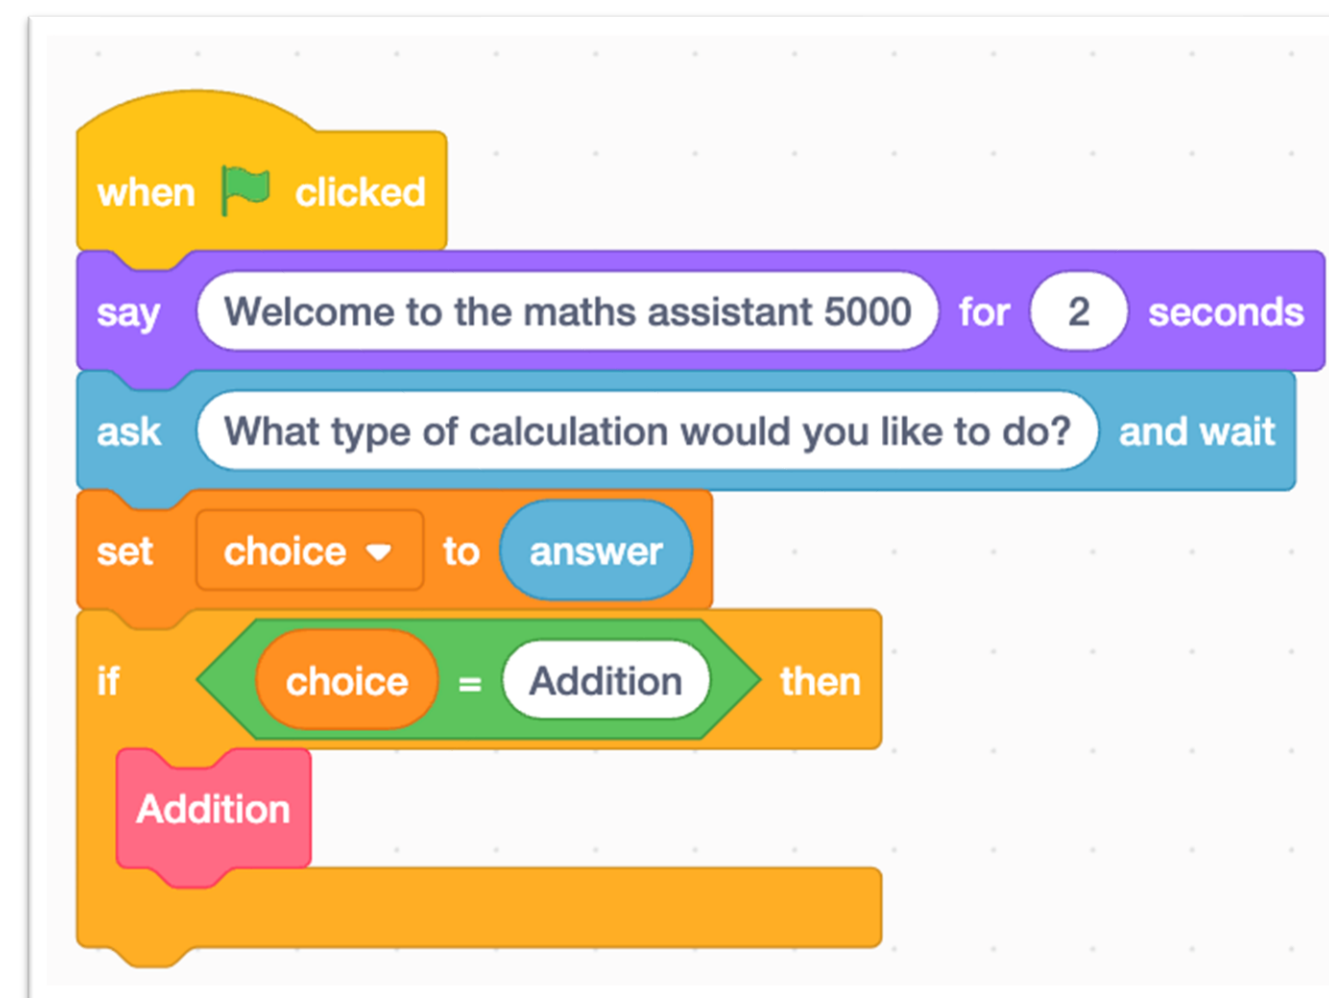 when clicked
say Welcome to the maths assistant 5000 for 2 seconds
ask What type of calculation would you like to do? and wait
set choice to answer
if choice = Addition then
Addition